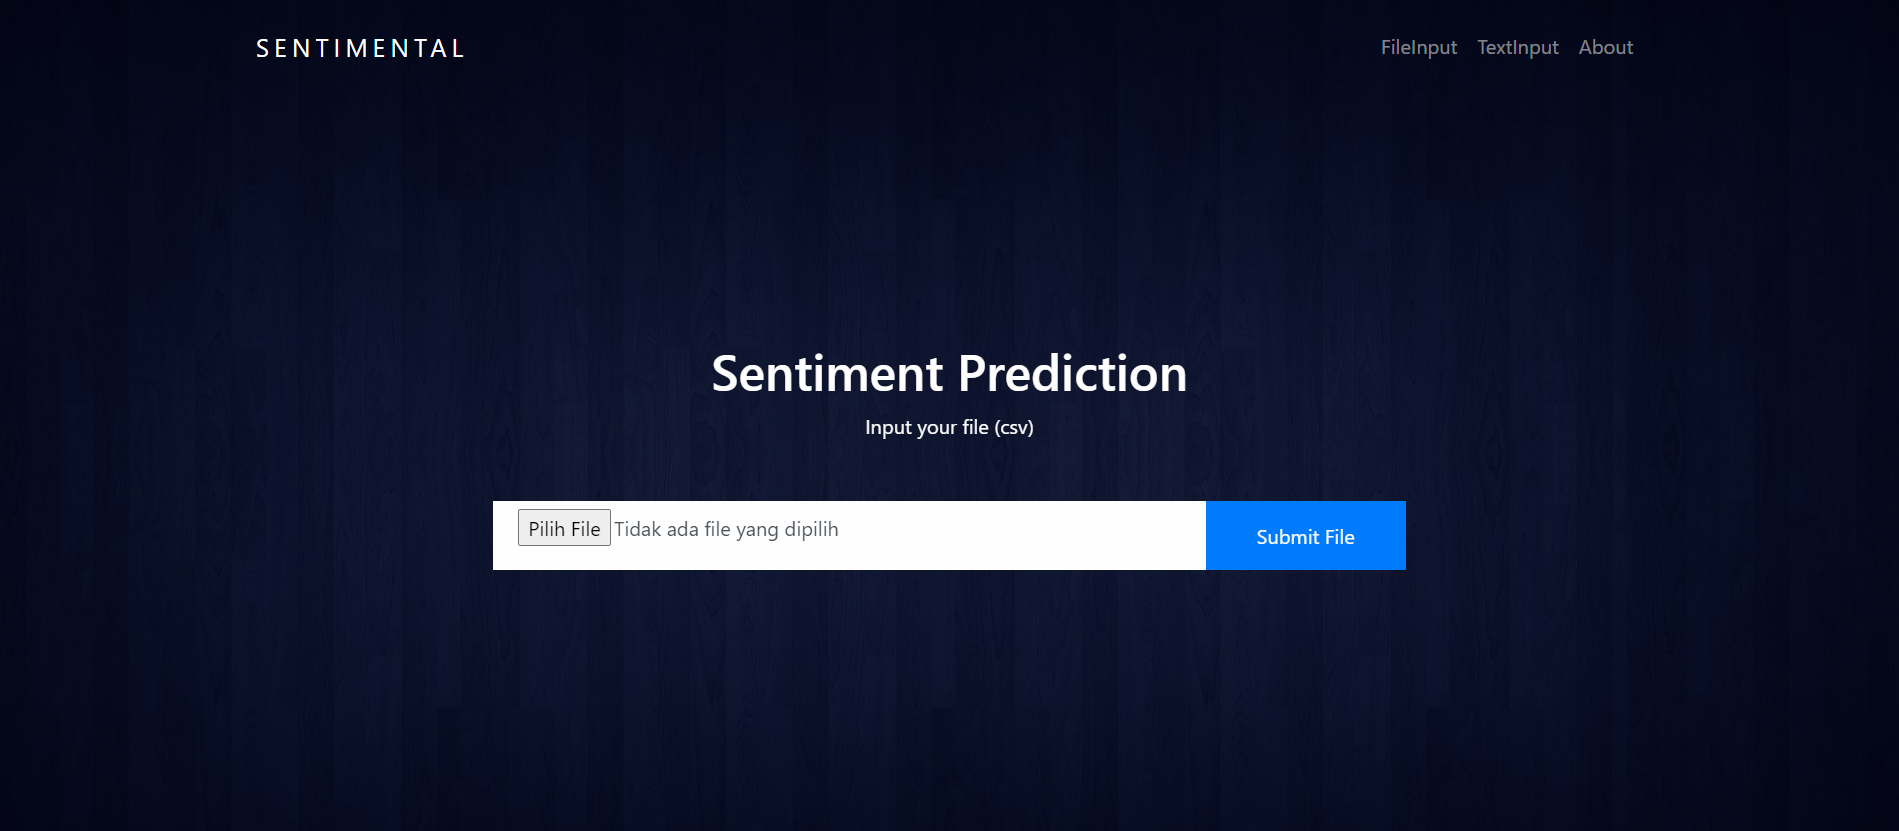 SENTIMENTAL
FileInput TextInput About
Sentiment Prediction
Input your file (csv)
Pilih File Tidak ada file yang dipilih
Submit File